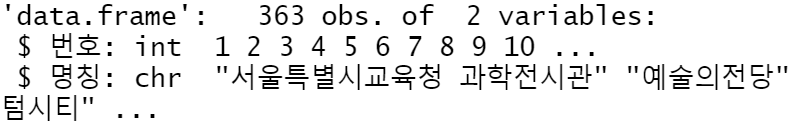 'data.frame':   363 obs. of  2 variables:
 $ 번호: int  1 2 3 4 5 6 7 8 9 10 ...
 $ 명칭: chr  "서울특별시교육청 과학전시관" "예술의전당"
텀시티" ...